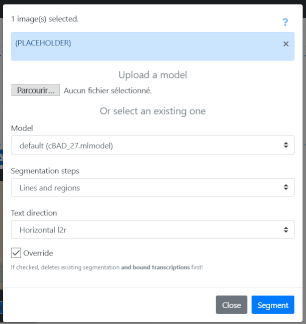 1 image(s) selected.
?
{PLACEHOLDER}
×
Upload a model
Parcourir... Aucun fichier sélectionné.
Or select an existing one
Model
default (cBAD_27.mlmodel)
Segmentation steps
Lines and regions
Text direction
Horizontal l2r
Override
If checked, deletes existing segmentation and bound transcriptions first!
Close Segment